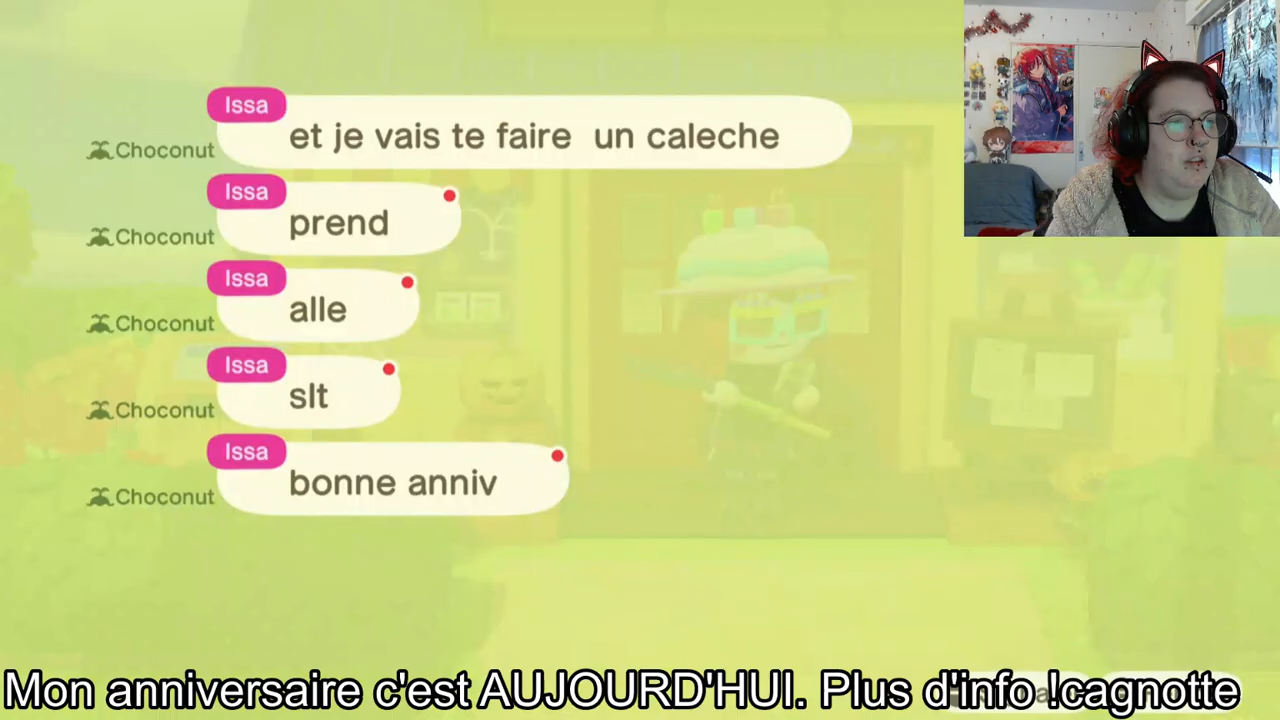 Issa
et je vais te faire un caleche
Choconut
Issa
prend
Choconut
Issa
alle
Choconut
Issa
slt
Choconut
Issa
bonne anniv
Choconut
Mon anniversaire c'est AUJOURD'HUI. Plus d'info !cagnotte